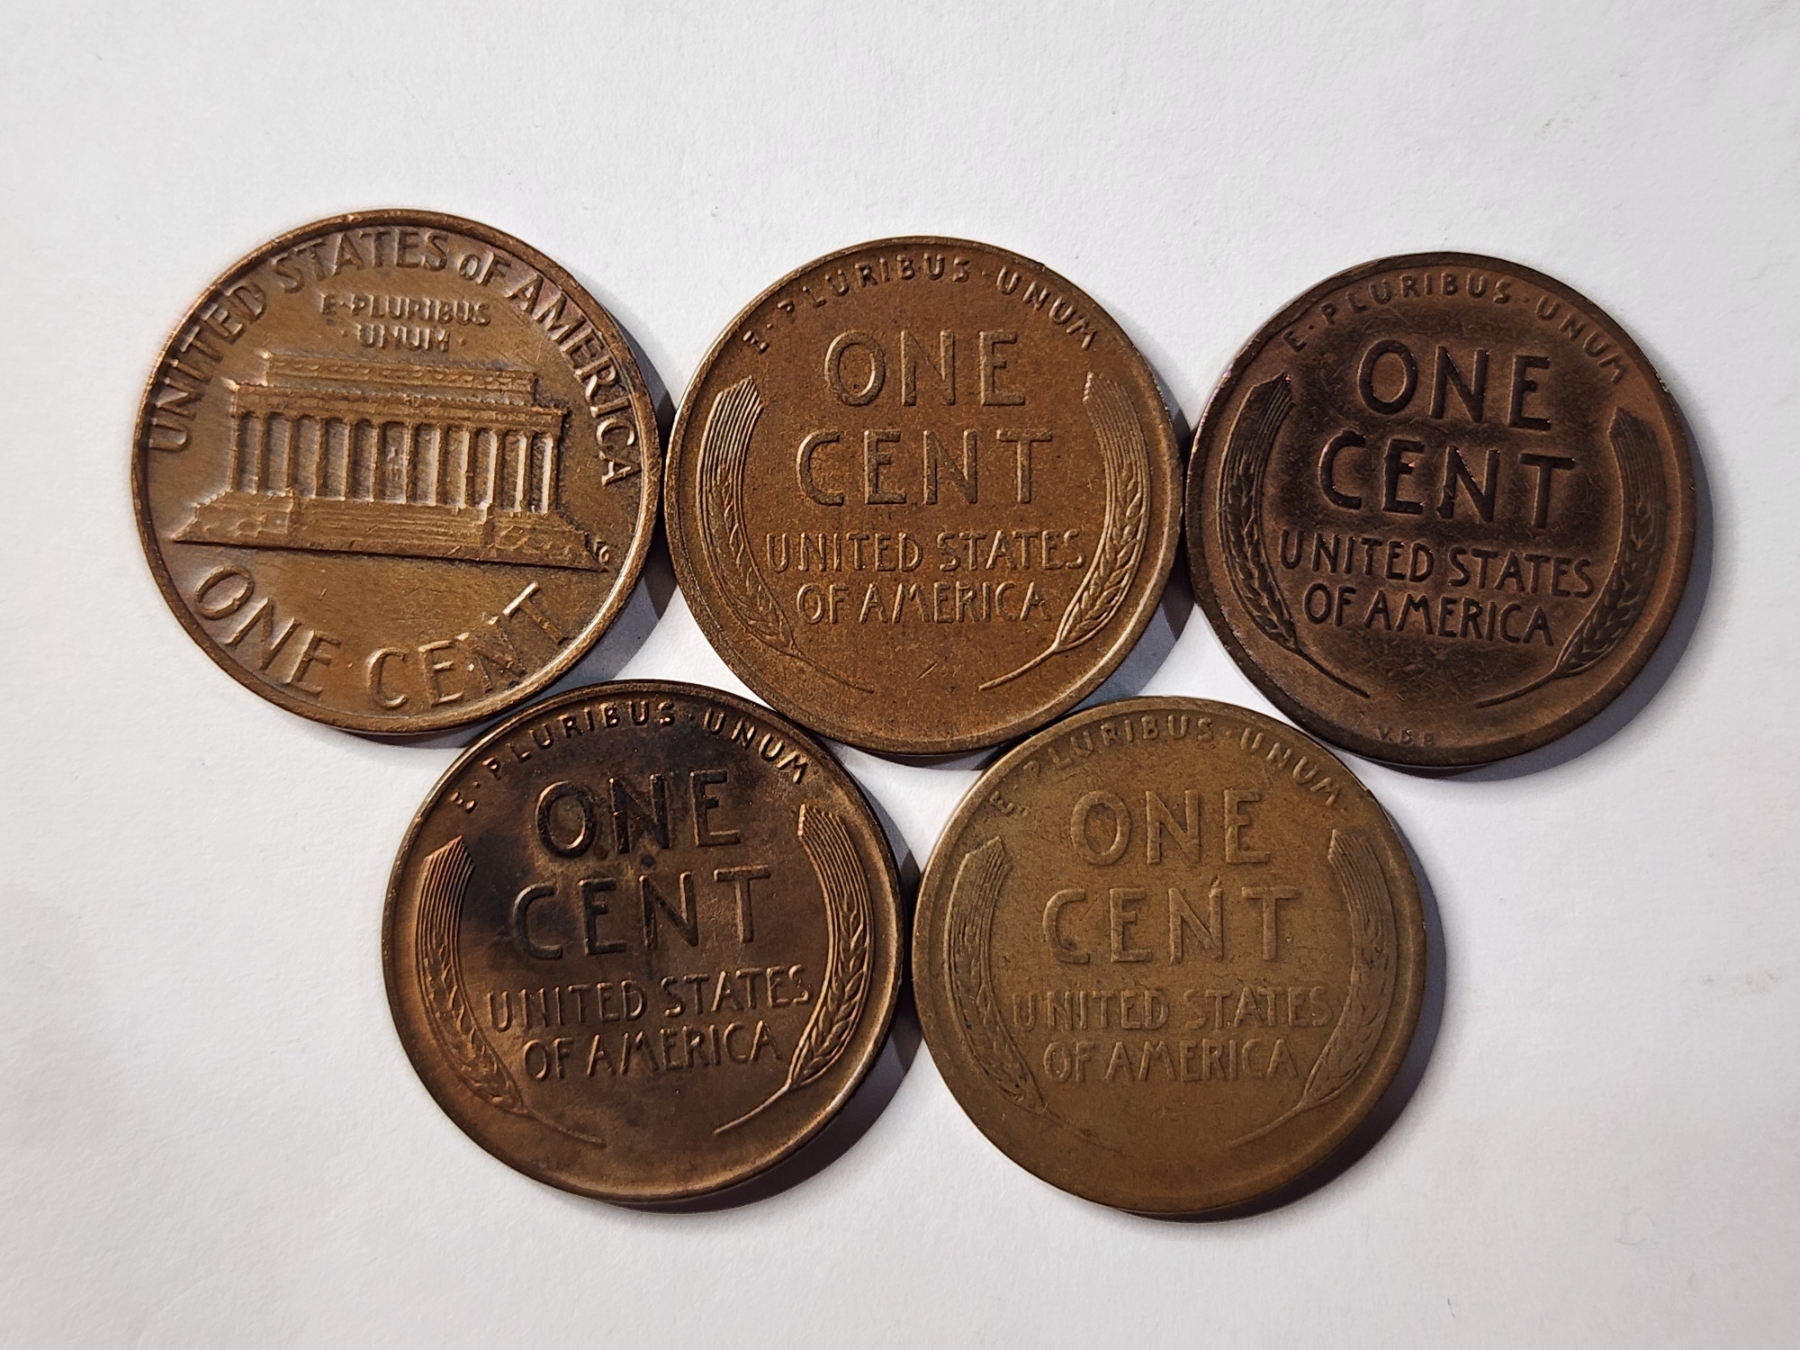 UNITED STATES OF AMERICA
E·PLURIBUS
·UNUM·
ONE CENT
E·PLURIBUS·UNUM
ONE
CENT
UNITED STATES
OF AMERICA
E·PLURIBUS·UNUM
ONE
CENT
UNITED STATES
OF AMERICA
V.D.B.
E·PLURIBUS·UNUM
ONE
CENT
UNITED STATES
OF AMERICA
E·PLURIBUS·UNUM
ONE
CENT
UNITED STATES
OF AMERICA